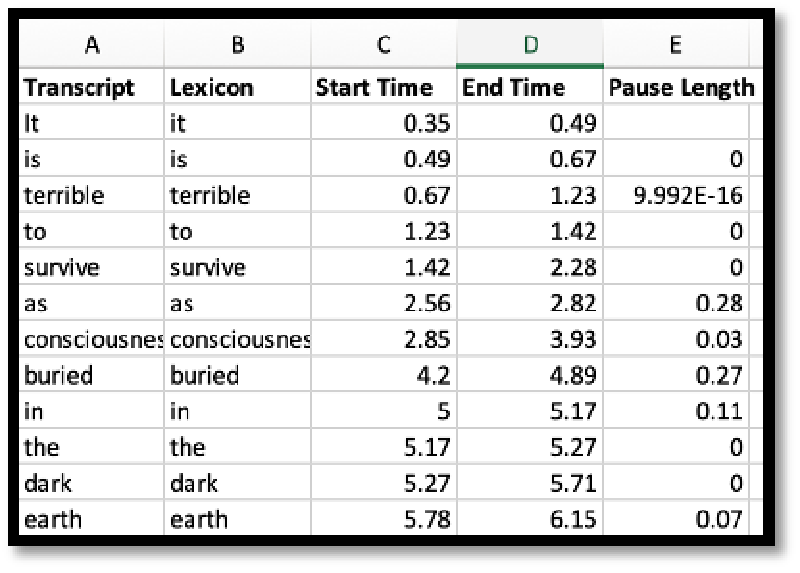 A B C D E
Transcript Lexicon Start Time End Time Pause Length
It it 0.35 0.49
is is 0.49 0.67 0
terrible terrible 0.67 1.23 9.992E-16
to to 1.23 1.42 0
survive survive 1.42 2.28 0
as as 2.56 2.82 0.28
consciousnes consciousnes 2.85 3.93 0.03
buried buried 4.2 4.89 0.27
in in 5 5.17 0.11
the the 5.17 5.27 0
dark dark 5.27 5.71 0
earth earth 5.78 6.15 0.07